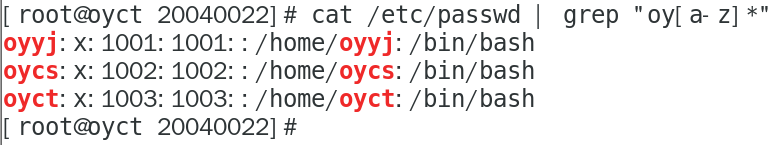 [root@oyct 20040022]# cat /etc/passwd | grep "oy[a-z]*"
oyyj:x:1001:1001::/home/oyyj:/bin/bash
oycs:x:1002:1002::/home/oycs:/bin/bash
oyct:x:1003:1003::/home/oyct:/bin/bash
[root@oyct 20040022]#